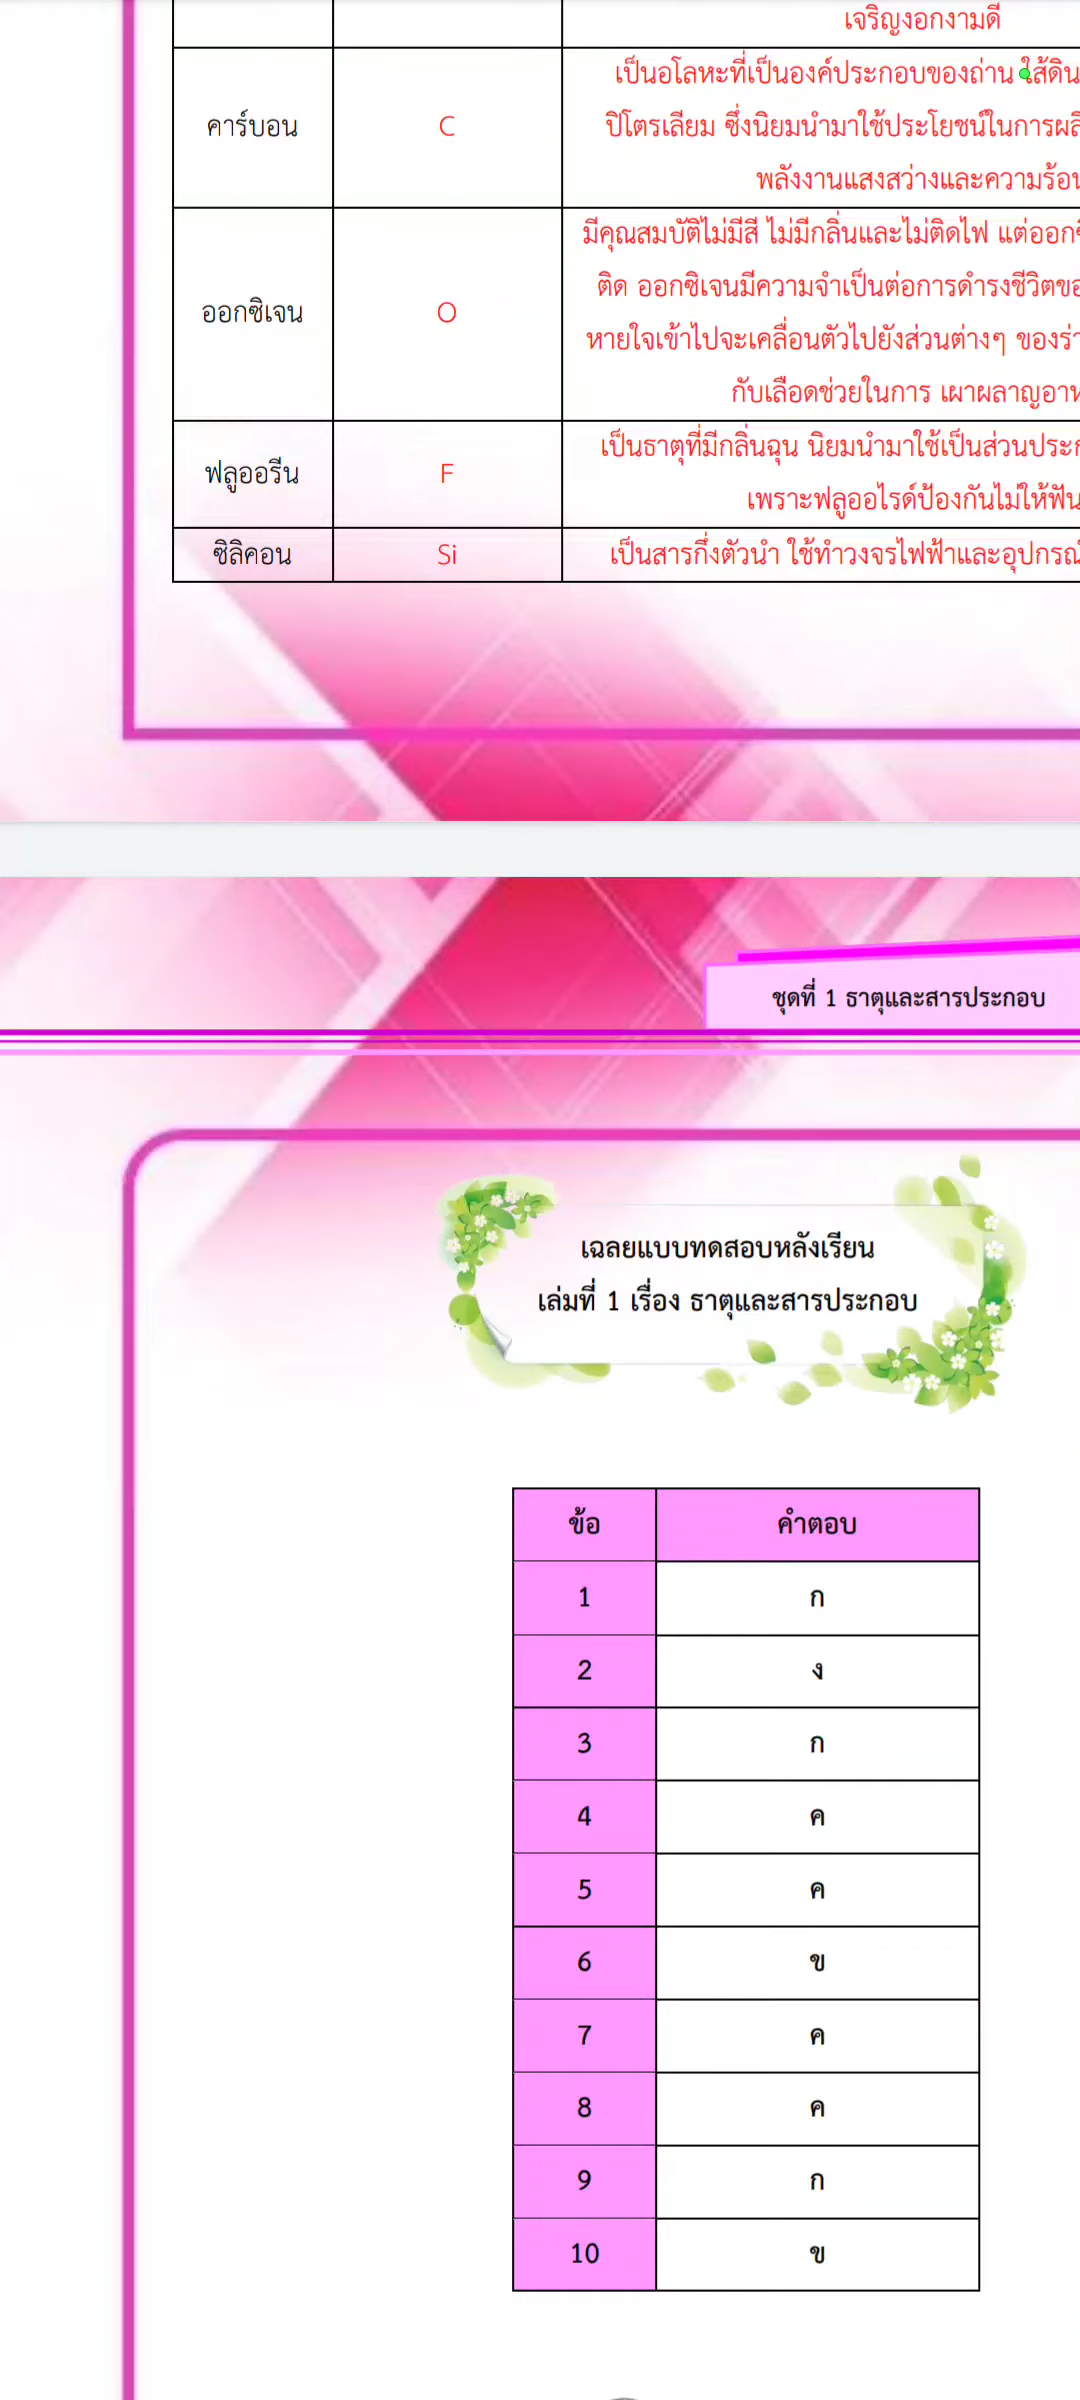 เจริญงอกงามดี
คาร์บอน
C
เป็นอโลหะที่เป็นองค์ประกอบของถ่าน ไส้ดิน
ปิโตรเลียม ซึ่งนิยมนำมาใช้ประโยชน์ในการผลิ
พลังงานแสงสว่างและความร้อน
ออกซิเจน
O
มีคุณสมบัติไม่มีสี ไม่มีกลิ่นและไม่ติดไฟ แต่ออกซิ
ติด ออกซิเจนมีความจำเป็นต่อการดำรงชีวิตขอ
หายใจเข้าไปจะเคลื่อนตัวไปยังส่วนต่างๆ ของร่า
กับเลือดช่วยในการ เผาผลาญอาห
ฟลูออรีน
F
เป็นธาตุที่มีกลิ่นฉุน นิยมนำมาใช้เป็นส่วนประก
เพราะฟลูออไรด์ป้องกันไม่ให้ฟัน
ซิลิคอน
Si
เป็นสารกึ่งตัวนำ ใช้ทำวงจรไฟฟ้าและอุปกรณ์
ชุดที่ 1 ธาตุและสารประกอบ
เฉลยแบบทดสอบหลังเรียน
เล่มที่ 1 เรื่อง ธาตุและสารประกอบ
ข้อ คำตอบ
1 ก
2 ง
3 ก
4 ค
5 ค
6 ข
7 ค
8 ค
9 ก
10 ข